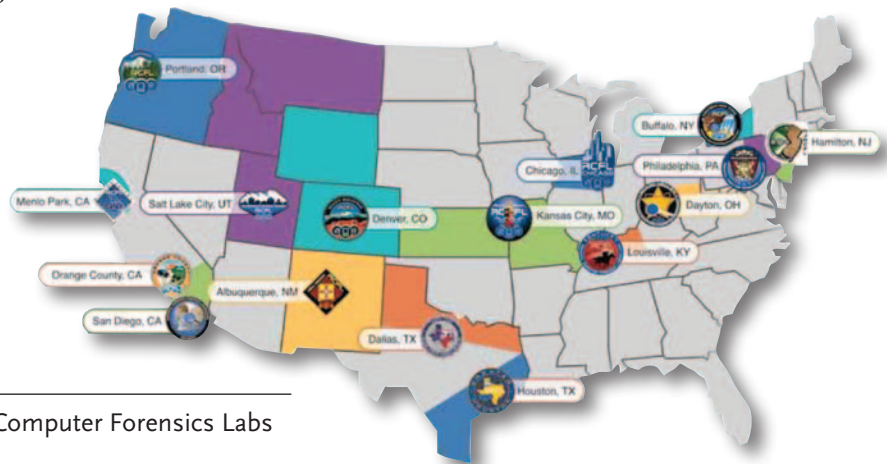 Portland, OR
Buffalo, NY
Hamilton, NJ
Chicago, IL
RCFL
CHICAGO
Philadelphia, PA
Menlo Park, CA
Salt Lake City, UT
Denver, CO
Kansas City, MO
Dayton, OH
Louisville, KY
Orange County, CA
Albuquerque, NM
San Diego, CA
Dallas, TX
Houston, TX
Computer Forensics Labs